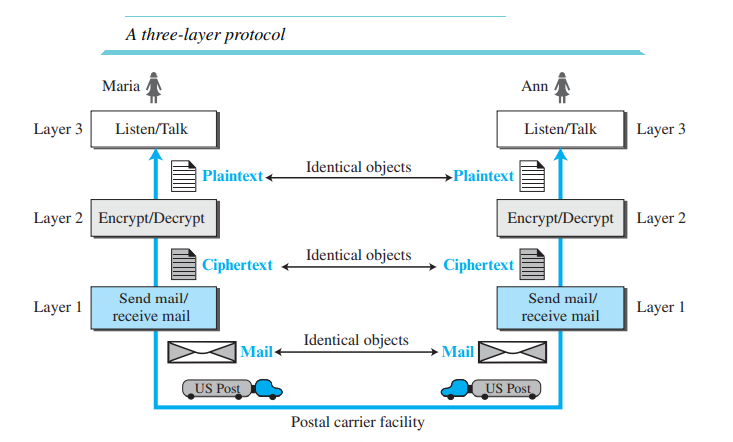 A three-layer protocol
Maria
Ann
Layer 3
Listen/Talk
Listen/Talk
Layer 3
Plaintext
Identical objects
Plaintext
Layer 2
Encrypt/Decrypt
Encrypt/Decrypt
Layer 2
Ciphertext
Identical objects
Ciphertext
Layer 1
Send mail/
receive mail
Send mail/
receive mail
Layer 1
Mail
Identical objects
Mail
US Post
US Post
Postal carrier facility